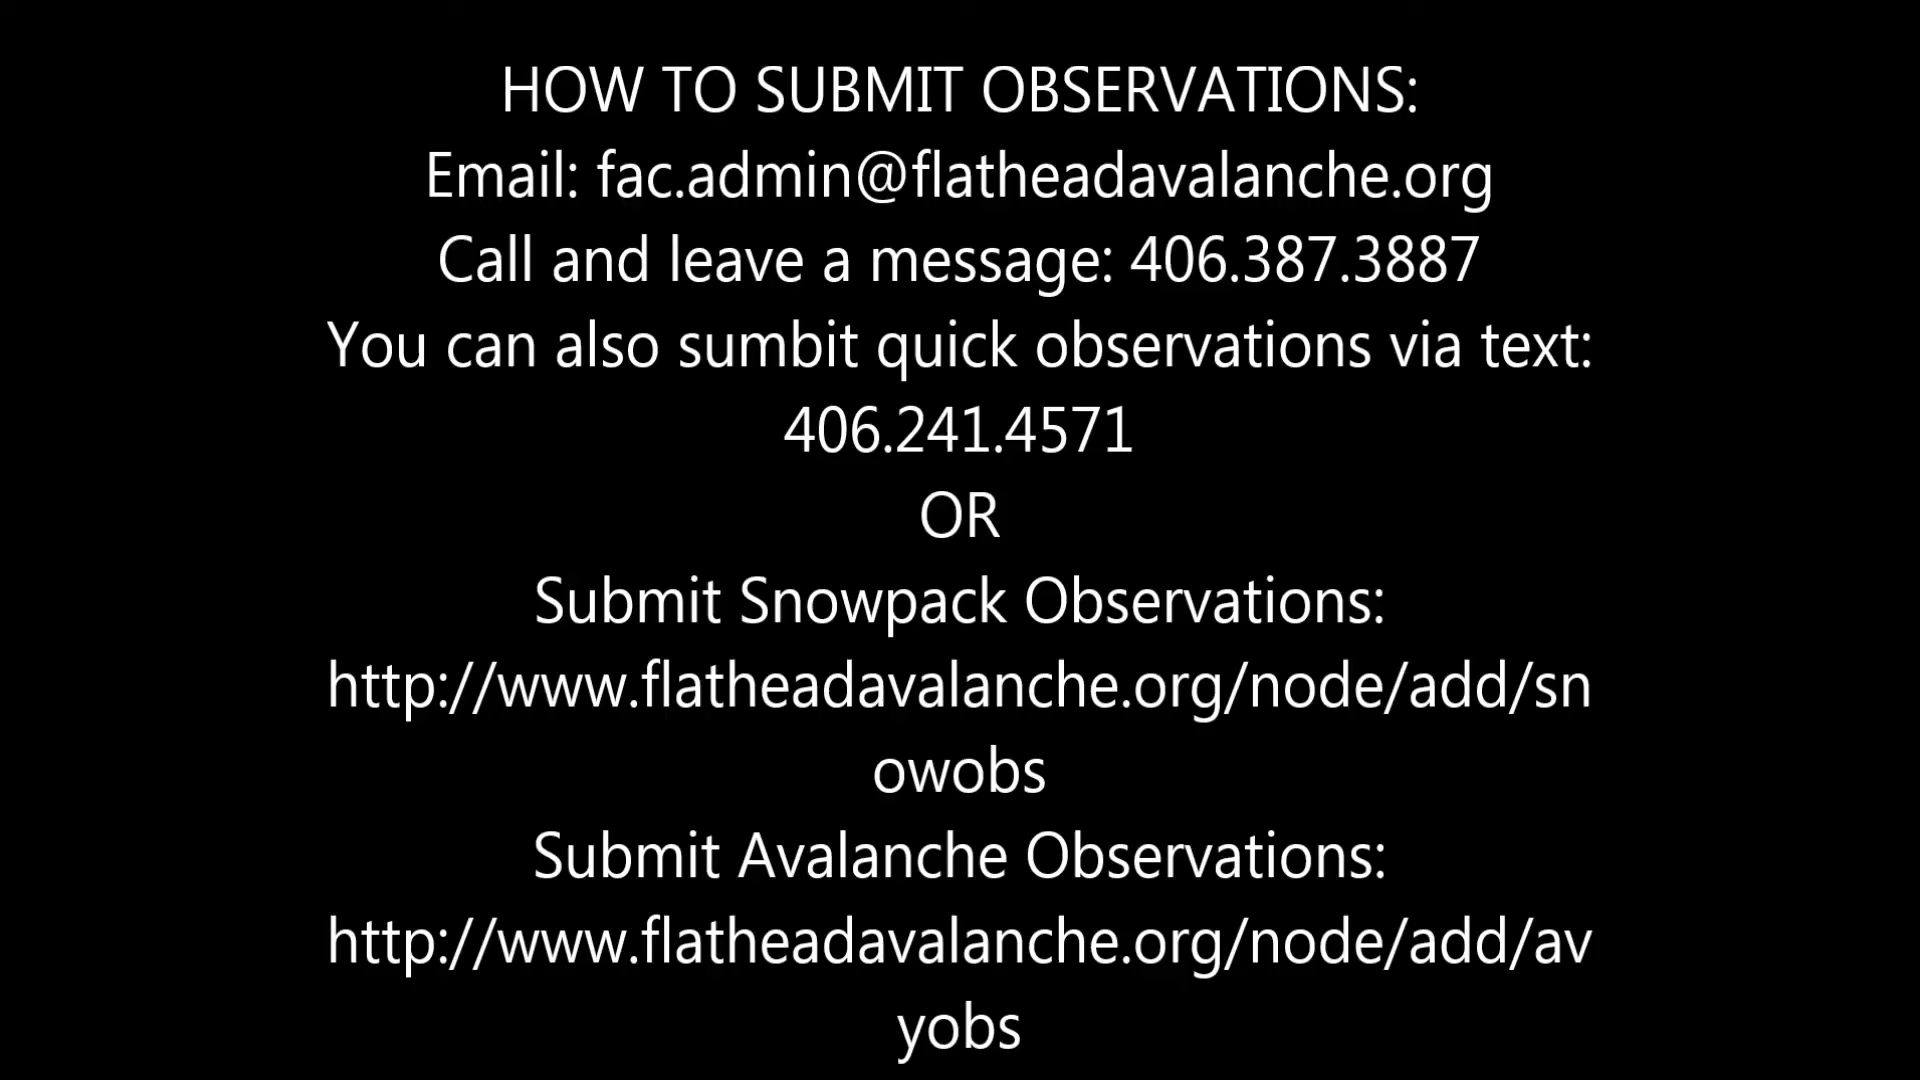 HOW TO SUBMIT OBSERVATIONS:
Email: fac.admin@flatheadavalanche.org
Call and leave a message: 406.387.3887
You can also sumbit quick observations via text:
406.241.4571
OR
Submit Snowpack Observations:
http://www.flatheadavalanche.org/node/add/sn
owobs
Submit Avalanche Observations:
http://www.flatheadavalanche.org/node/add/av
yobs